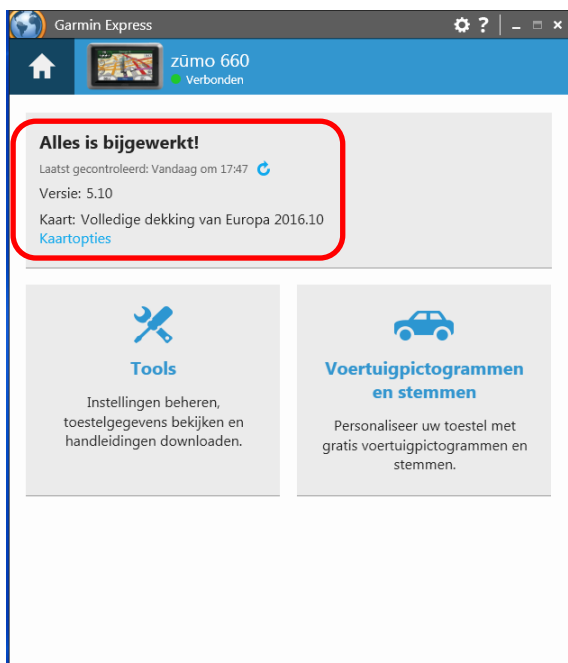 Garmin Express
?
zūmo 660
Verbonden
Alles is bijgewerkt!
Laatst gecontroleerd: Vandaag om 17:47
Versie: 5.10
Kaart: Volledige dekking van Europa 2016.10
Kaartopties
Tools
Instellingen beheren,
toestelgegevens bekijken en
handleidingen downloaden.
Voertuigpictogrammen
en stemmen
Personaliseer uw toestel met
gratis voertuigpictogrammen en
stemmen.